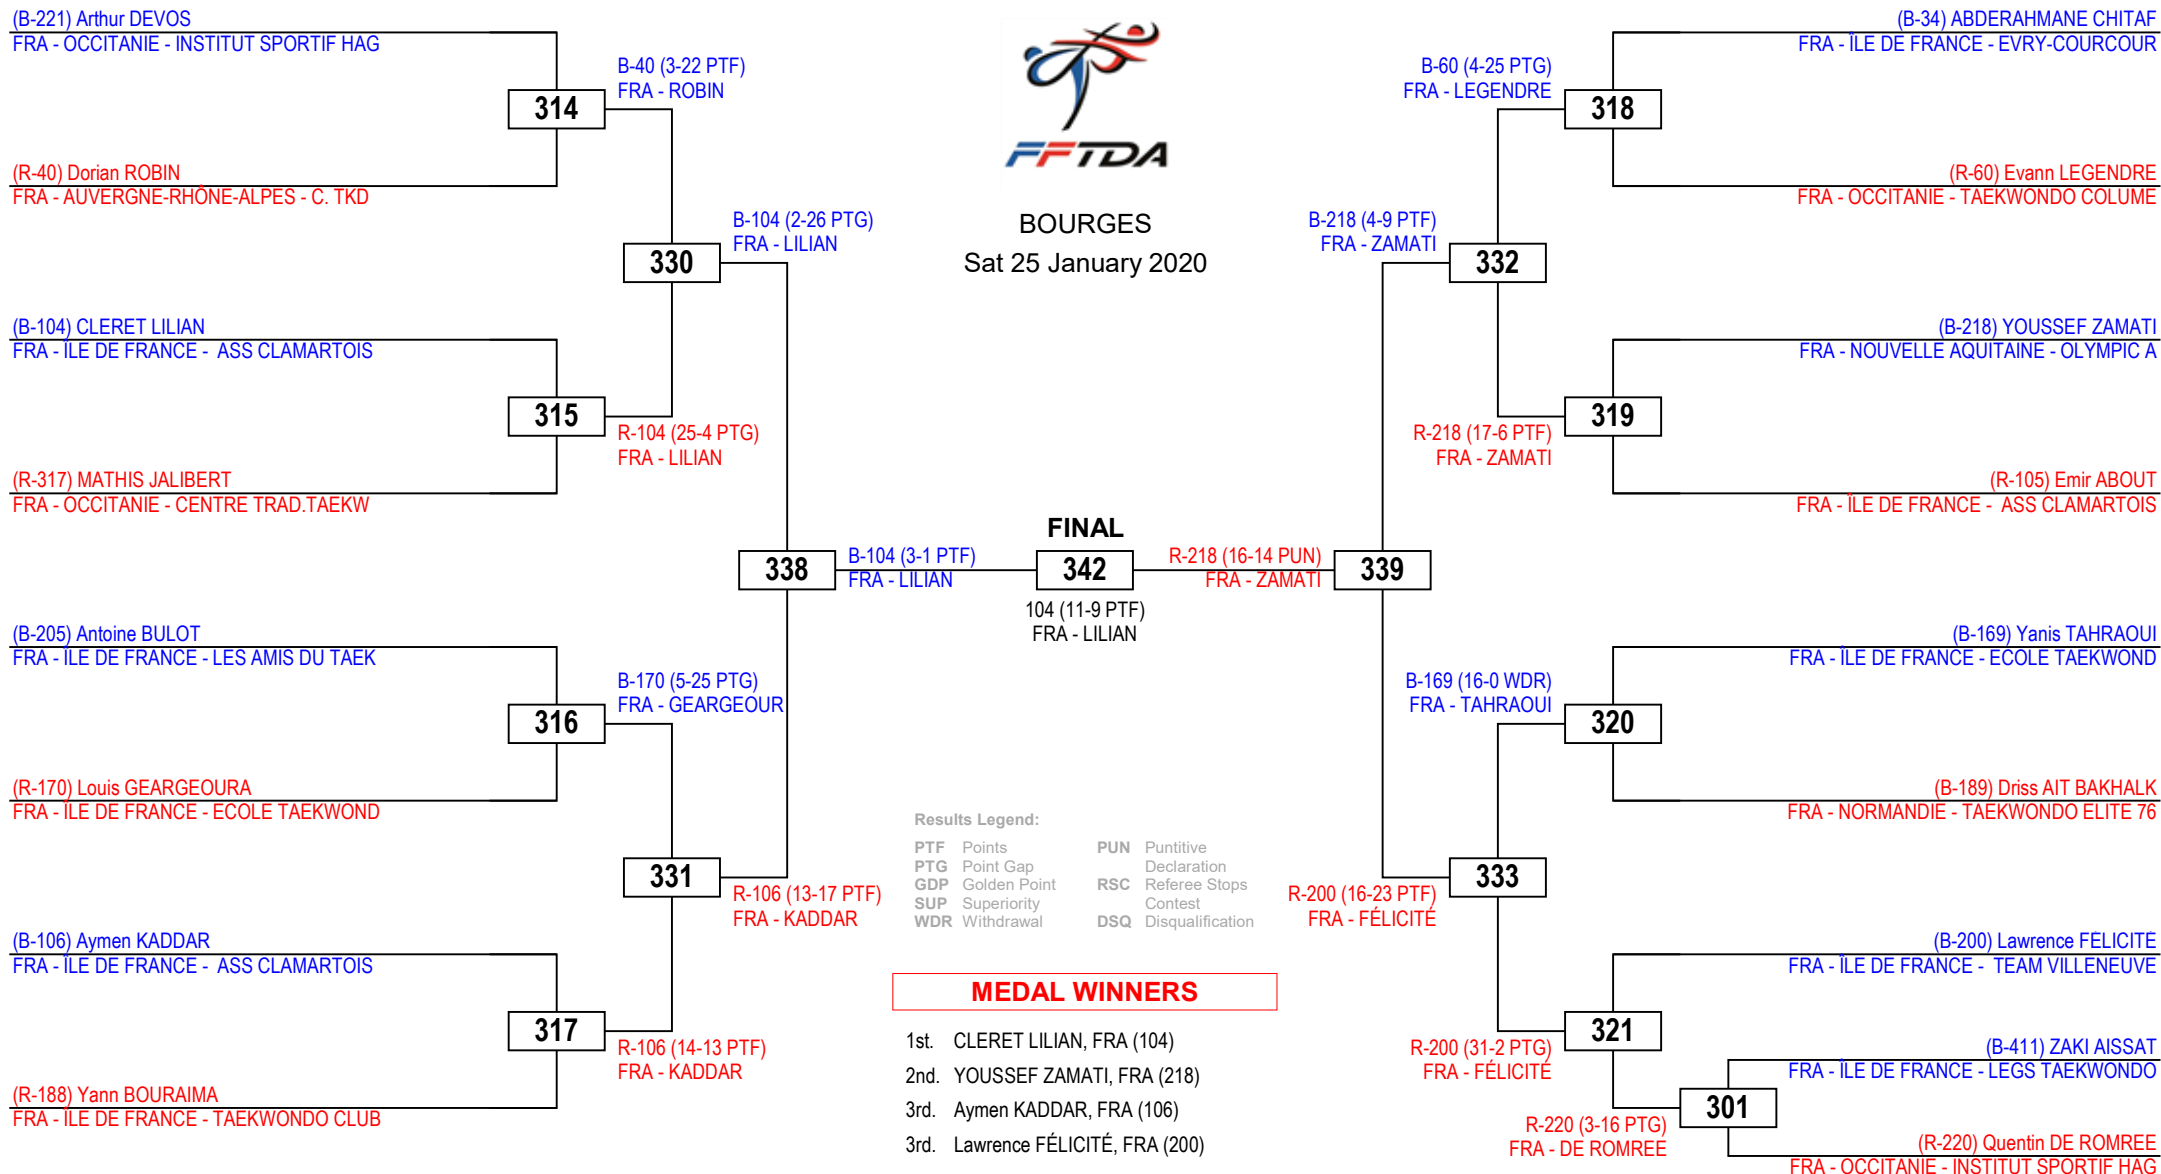 (B-221) Arthur DEVOS
FRA - OCCITANIE - INSTITUT SPORTIF HAG
314
B-40 (3-22 PTF)
FRA - ROBIN
(R-40) Dorian ROBIN
FRA - AUVERGNE-RHÔNE-ALPES - C. TKD
330
B-104 (2-26 PTG)
FRA - LILIAN
(B-104) CLERET LILIAN
FRA - ÎLE DE FRANCE -  ASS CLAMARTOIS
315
R-104 (25-4 PTG)
FRA - LILIAN
(R-317) MATHIS JALIBERT
FRA - OCCITANIE - CENTRE TRAD.TAEKW
338
B-104 (3-1 PTF)
FRA - LILIAN
(B-205) Antoine BULOT
FRA - ÎLE DE FRANCE - LES AMIS DU TAEK
316
B-170 (5-25 PTG)
FRA - GEARGEOUR
(R-170) Louis GEARGEOURA
FRA - ÎLE DE FRANCE - ECOLE TAEKWOND
331
R-106 (13-17 PTF)
FRA - KADDAR
(B-106) Aymen KADDAR
FRA - ÎLE DE FRANCE -  ASS CLAMARTOIS
317
R-106 (14-13 PTF)
FRA - KADDAR
(R-188) Yann BOURAIMA
FRA - ÎLE DE FRANCE - TAEKWONDO CLUB
FFTDA
BOURGES
Sat 25 January 2020
FINAL
342
104 (11-9 PTF)
FRA - LILIAN
Results Legend:
PTF Points
PTG Point Gap
GDP Golden Point
SUP Superiority
WDR Withdrawal
PUN Puntitive
Declaration
RSC Referee Stops
Contest
DSQ Disqualification
MEDAL WINNERS
1st. CLERET LILIAN, FRA (104)
2nd. YOUSSEF ZAMATI, FRA (218)
3rd. Aymen KADDAR, FRA (106)
3rd. Lawrence FÉLICITÉ, FRA (200)
(B-34) ABDERAHMANE CHITAF
FRA - ÎLE DE FRANCE - EVRY-COURCOUR
B-60 (4-25 PTG)
FRA - LEGENDRE
318
(R-60) Evann LEGENDRE
FRA - OCCITANIE - TAEKWONDO COLUME
B-218 (4-9 PTF)
FRA - ZAMATI
332
(B-218) YOUSSEF ZAMATI
FRA - NOUVELLE AQUITAINE - OLYMPIC A
319
R-218 (17-6 PTF)
FRA - ZAMATI
(R-105) Emir ABOUT
FRA - ÎLE DE FRANCE -  ASS CLAMARTOIS
R-218 (16-14 PUN)
FRA - ZAMATI
339
(B-169) Yanis TAHRAOUI
FRA - ÎLE DE FRANCE - ECOLE TAEKWOND
B-169 (16-0 WDR)
FRA - TAHRAOUI
320
(B-189) Driss AIT BAKHALK
FRA - NORMANDIE - TAEKWONDO ELITE 76
333
R-200 (16-23 PTF)
FRA - FÉLICITÉ
(B-200) Lawrence FÉLICITÉ
FRA - ÎLE DE FRANCE -  TEAM VILLENEUVE
321
R-200 (31-2 PTG)
FRA - FÉLICITÉ
(B-411) ZAKI AISSAT
FRA - ÎLE DE FRANCE - LEGS TAEKWONDO
301
R-220 (3-16 PTG)
FRA - DE ROMREE
(R-220) Quentin DE ROMREE
FRA - OCCITANIE - INSTITUT SPORTIF HAG